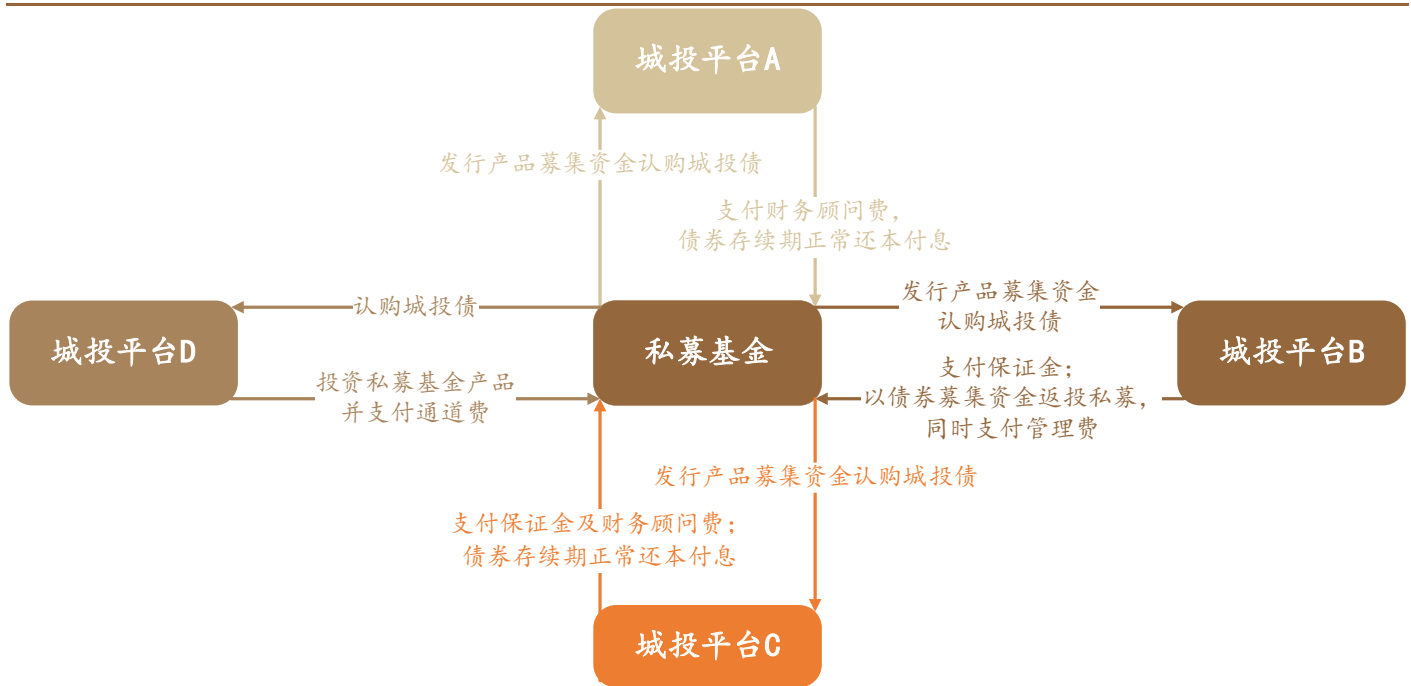 城投平台A
发行产品募集资金认购城投债
支付财务顾问费，
债券存续期正常还本付息
认购城投债
发行产品募集资金
认购城投债
城投平台D
私募基金
城投平台B
投资私募基金产品
并支付通道费
支付保证金；
以债券募集资金返投私募，
同时支付管理费
发行产品募集资金认购城投债
支付保证金及财务顾问费；
债券存续期正常还本付息
城投平台C